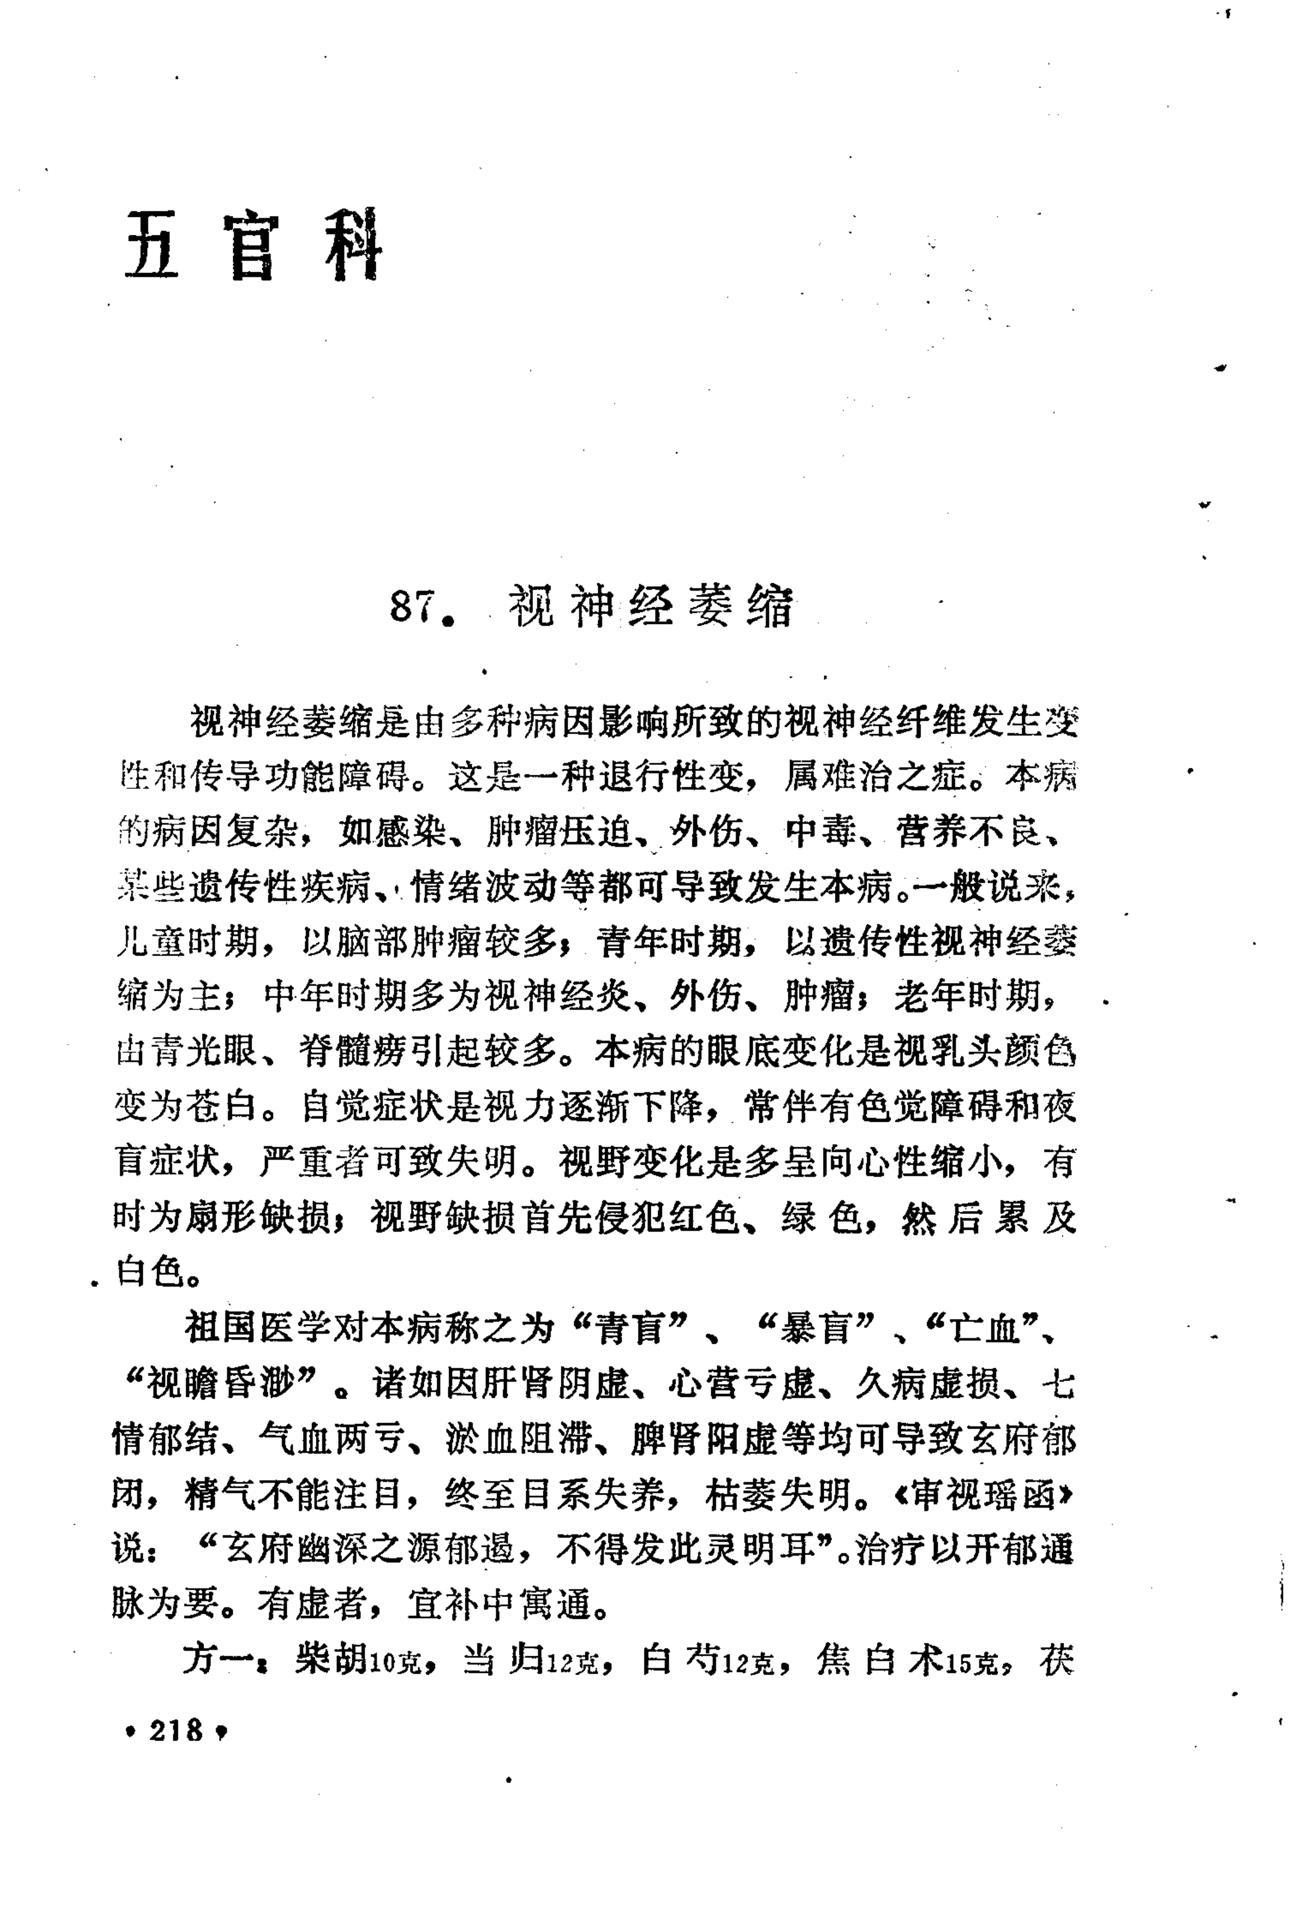 五官科
87. 视神经萎缩
视神经萎缩是由多种病因影响所致的视神经纤维发生变
性和传导功能障碍。这是一种退行性变，属难治之症。本病
的病因复杂，如感染、肿瘤压迫、外伤、中毒、营养不良、
某些遗传性疾病、情绪波动等都可导致发生本病。一般说来，
儿童时期，以脑部肿瘤较多；青年时期，以遗传性视神经萎
缩为主；中年时期多为视神经炎、外伤、肿瘤；老年时期，
由青光眼、脊髓痨引起较多。本病的眼底变化是视乳头颜色
变为苍白。自觉症状是视力逐渐下降，常伴有色觉障碍和夜
盲症状，严重者可致失明。视野变化是多呈向心性缩小，有
时为扇形缺损；视野缺损首先侵犯红色、绿色，然后累及
白色。
祖国医学对本病称之为“青盲”、“暴盲”、“亡血”、
“视瞻昏渺”。诸如因肝肾阴虚、心营亏虚、久病虚损、七
情郁结、气血两亏、淤血阻滞、脾肾阳虚等均可导致玄府郁
闭，精气不能注目，终至目系失养，枯萎失明。《审视瑶函》
说：“玄府幽深之源郁遏，不得发此灵明耳”。治疗以开郁通
脉为要。有虚者，宜补中寓通。
方一：柴胡10克，当归12克，白芍12克，焦白术15克，茯
·218·